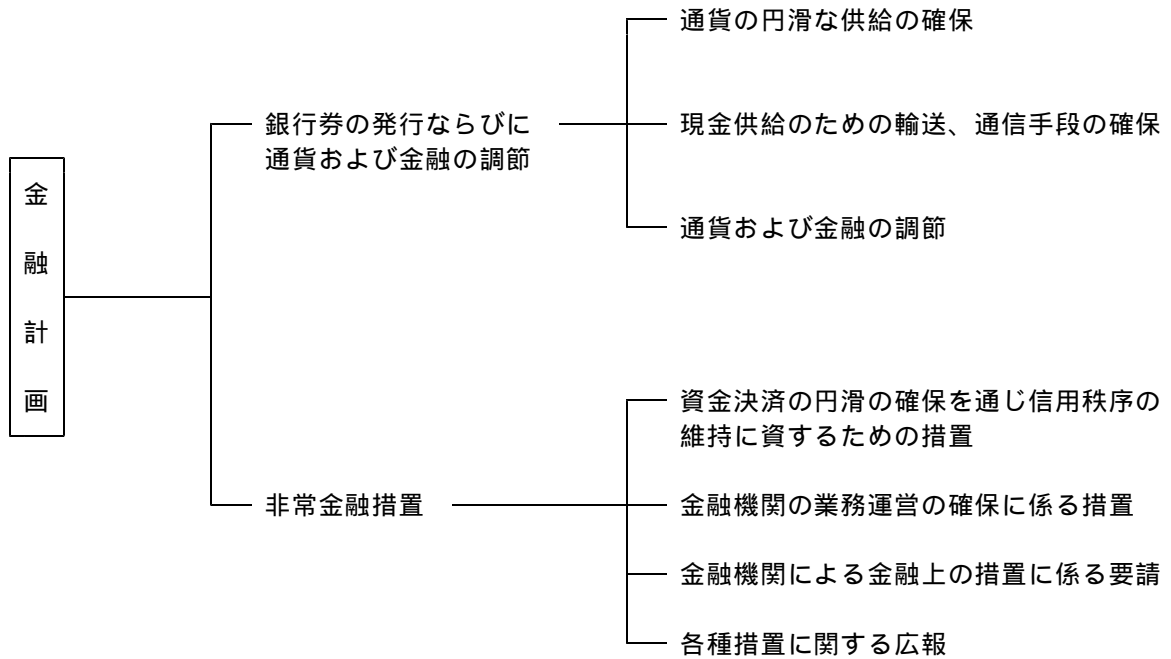 金融計画
銀行券の発行ならびに
通貨および金融の調節
通貨の円滑な供給の確保
現金供給のための輸送、通信手段の確保
通貨および金融の調節
非常金融措置
資金決済の円滑の確保を通じ信用秩序の
維持に資するための措置
金融機関の業務運営の確保に係る措置
金融機関による金融上の措置に係る要請
各種措置に関する広報